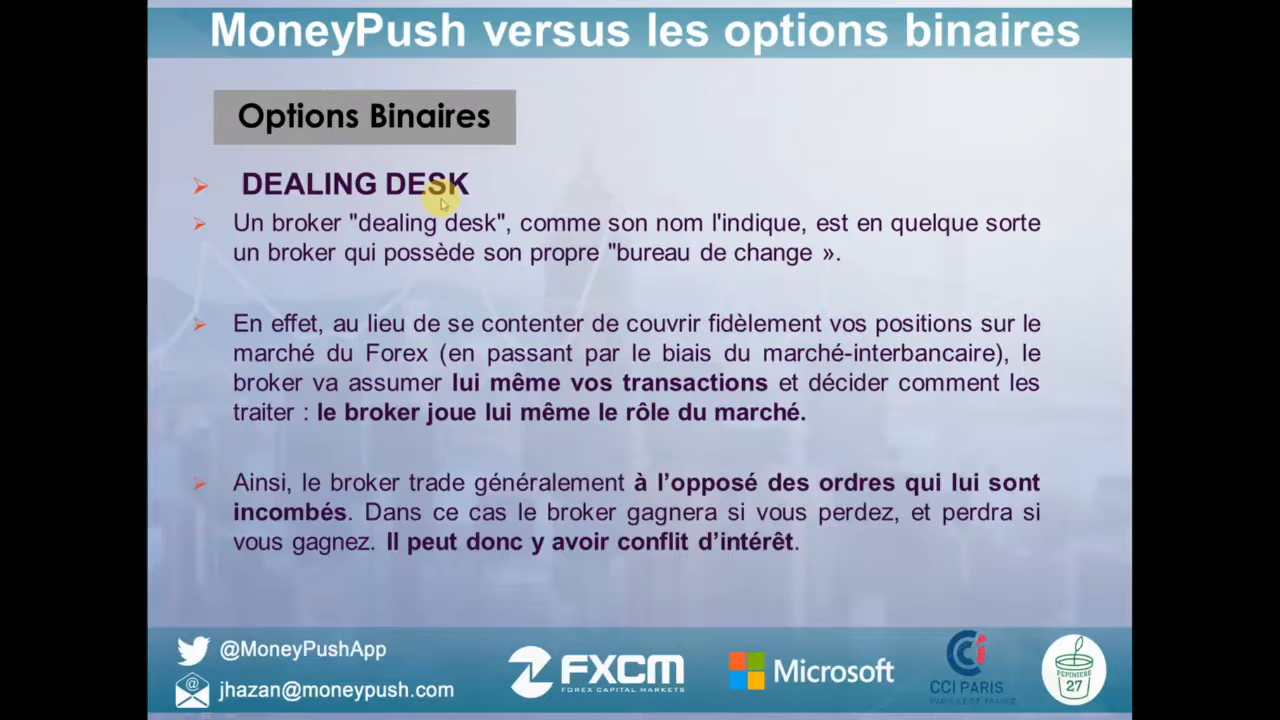 MoneyPush versus les options binaires
Options Binaires
DEALING DESK
Un broker "dealing desk", comme son nom l'indique, est en quelque sorte
un broker qui possède son propre "bureau de change ».
En effet, au lieu de se contenter de couvrir fidèlement vos positions sur le
marché du Forex (en passant par le biais du marché-interbancaire), le
broker va assumer lui même vos transactions et décider comment les
traiter : le broker joue lui même le rôle du marché.
Ainsi, le broker trade généralement à l'opposé des ordres qui lui sont
incombés. Dans ce cas le broker gagnera si vous perdez, et perdra si
vous gagnez. Il peut donc y avoir conflit d'intérêt.
@MoneyPushApp
jhazan@moneypush.com
FXCM
FOREX CAPITAL MARKETS
Microsoft
CCI PARIS
PARIS ILE-DE-FRANCE
PEPINIERE
27